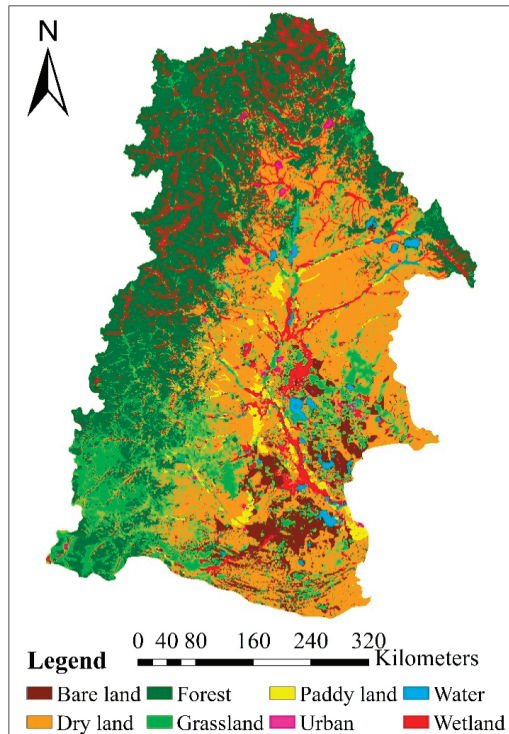 N
0 40 80 160 240 320
Kilometers
Legend
Bare land Forest Paddy land Water
Dry land Grassland Urban Wetland